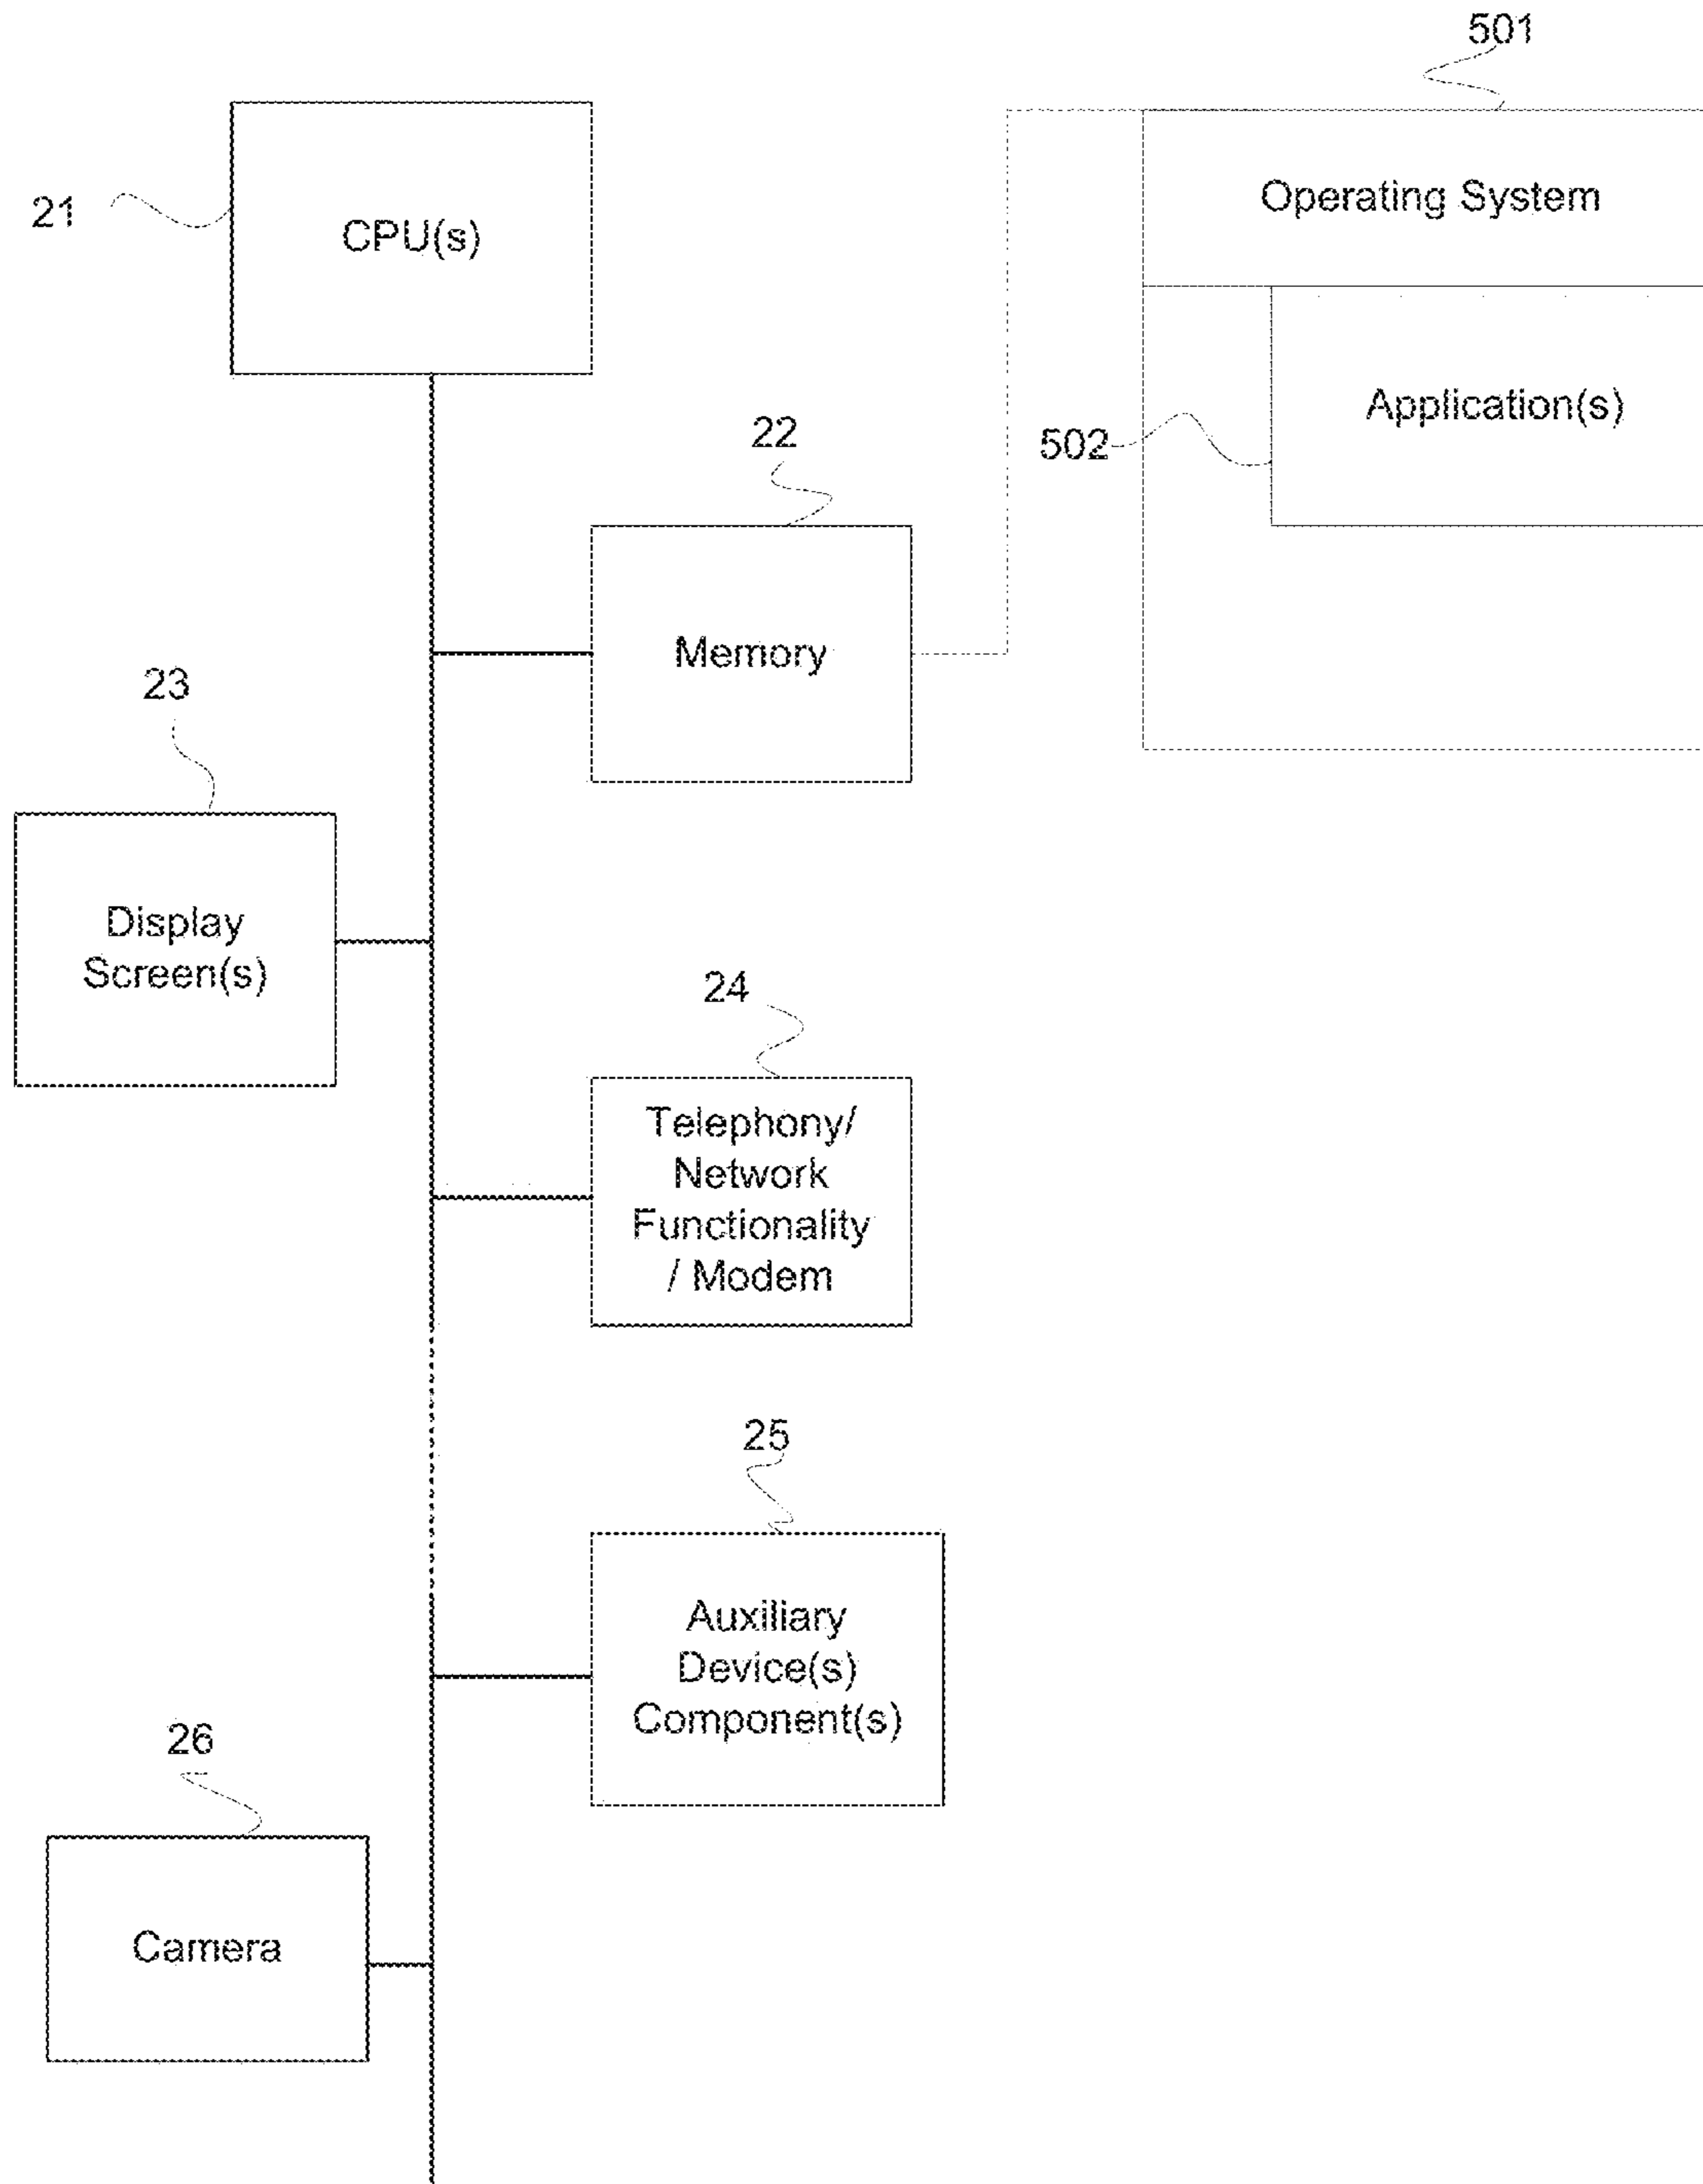 501
Operating System
21
CPU(s)
Application(s)
502
22
Memory
23
Display
Screen(s)
24
Telephony/
Network
Functionality
/ Modem
25
Auxiliary
Device(s)
Component(s)
26
Camera